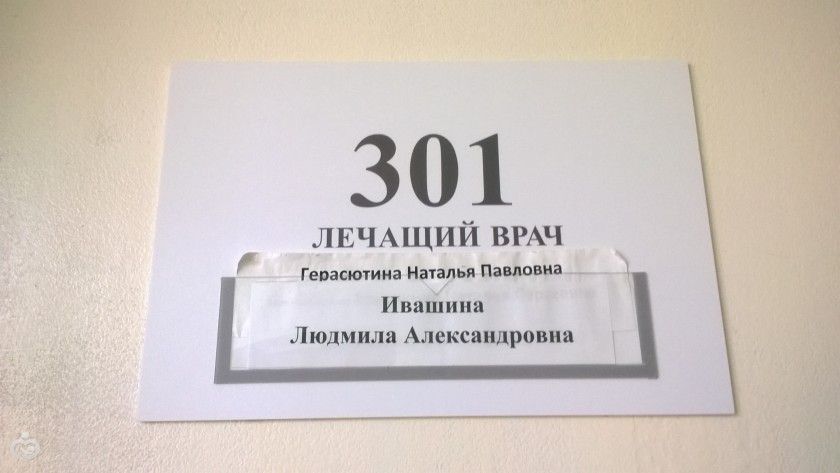 301
ЛЕЧАЩИЙ ВРАЧ
Герасютина Наталья Павловна
Ивашина
Людмила Александровна